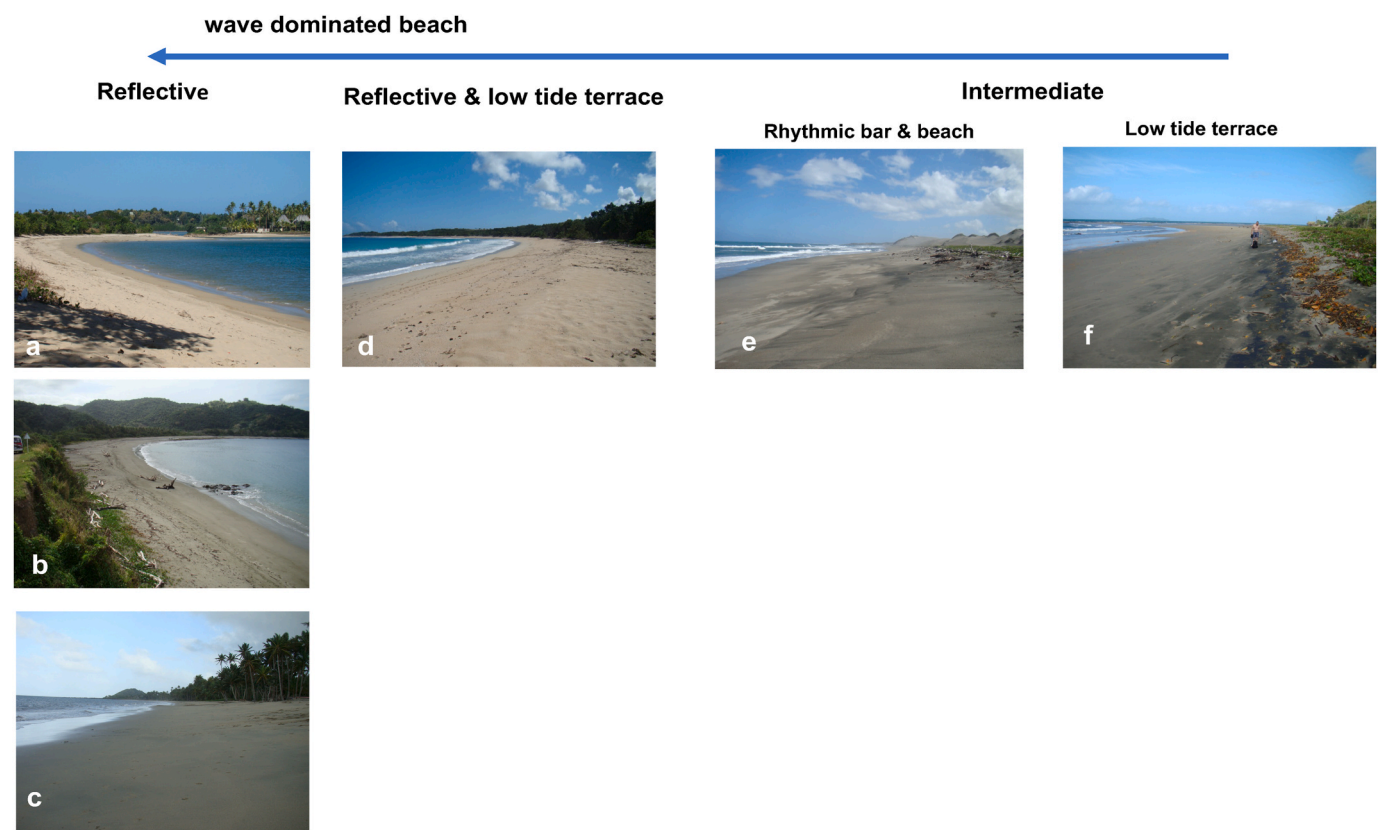 wave dominated beach
Reflective
Reflective & low tide terrace
Intermediate
Rhythmic bar & beach
Low tide terrace
a
d
e
f
b
c